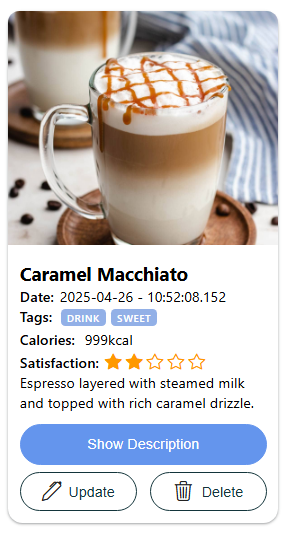 Caramel Macchiato
Date: 2025-04-26 - 10:52:08.152
Tags: DRINK SWEET
Calories: 999kcal
Satisfaction:
Espresso layered with steamed milk
and topped with rich caramel drizzle.
Show Description
Update Delete